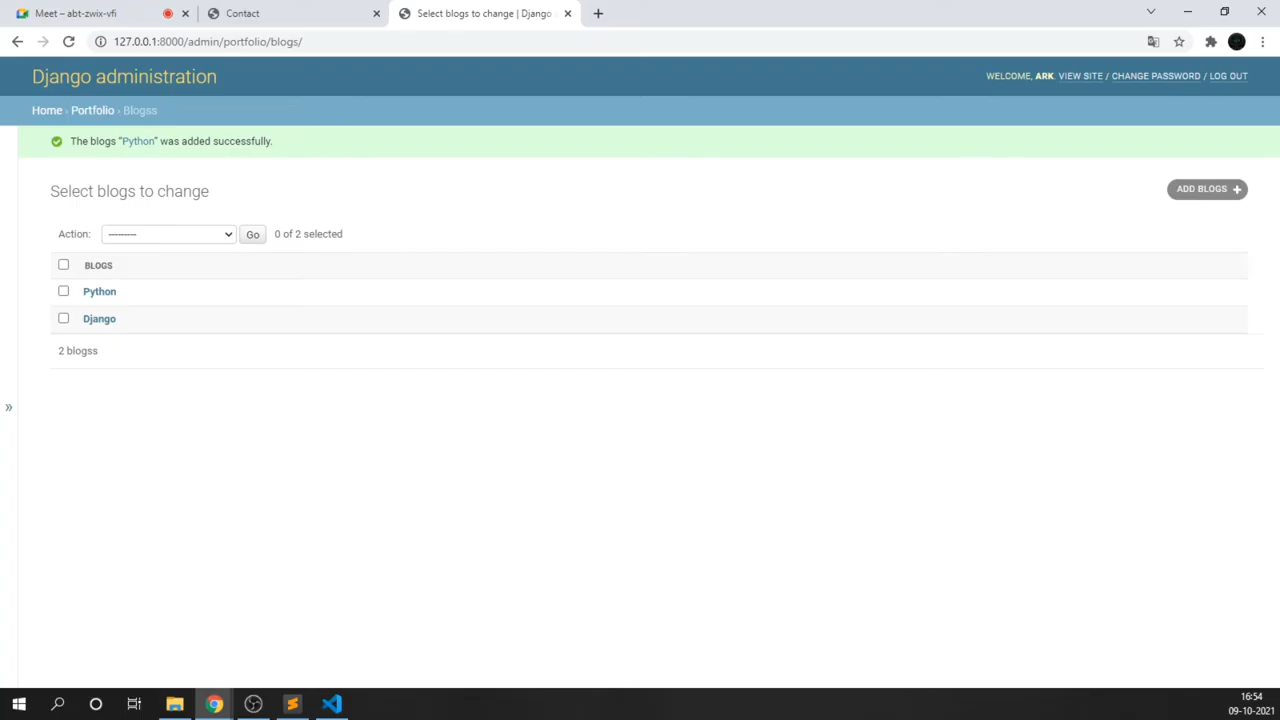 Meet – abt-zwix-vfi
Contact
Select blogs to change | Django
127.0.0.1:8000/admin/portfolio/blogs/
Django administration
WELCOME, ARK. VIEW SITE / CHANGE PASSWORD / LOG OUT
Home › Portfolio › Blogss
The blogs “Python” was added successfully.
Select blogs to change
ADD BLOGS +
Action: --------- Go 0 of 2 selected
BLOGS
Python
Django
2 blogss
»
16:54
09-10-2021